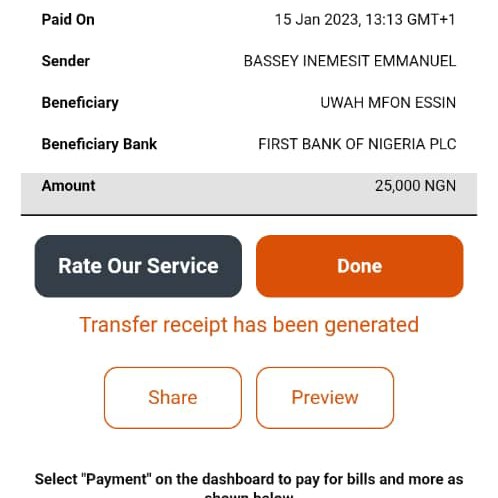 Paid On 15 Jan 2023, 13:13 GMT+1
Sender BASSEY INEMESIT EMMANUEL
Beneficiary UWAH MFON ESSIN
Beneficiary Bank FIRST BANK OF NIGERIA PLC
Amount 25,000 NGN
Rate Our Service Done
Transfer receipt has been generated
Share Preview
Select "Payment" on the dashboard to pay for bills and more as
shown below